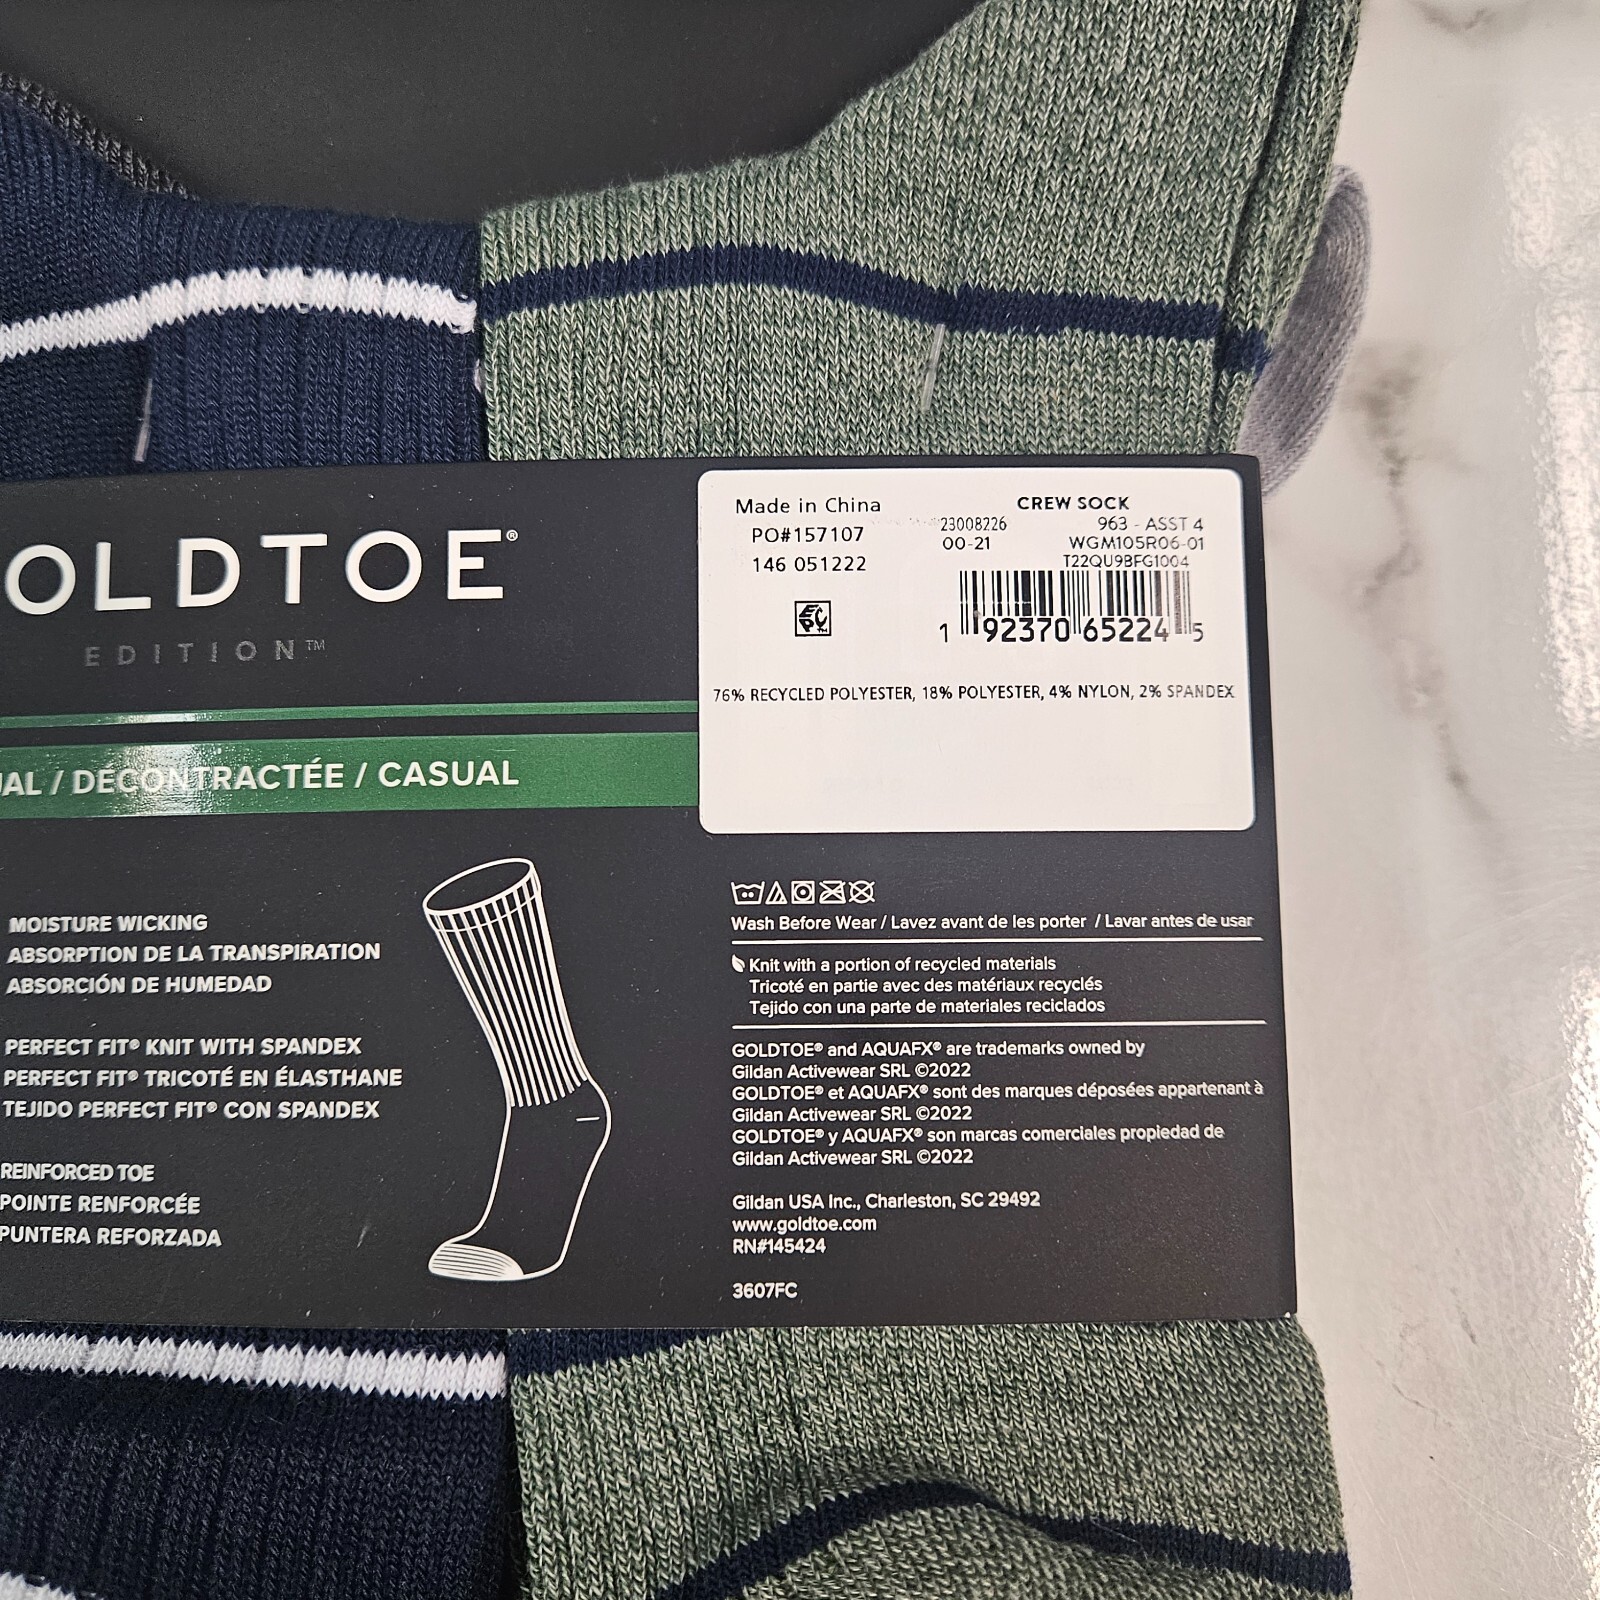 OLDTOE®
EDITION™
/ DÉCONTRACTÉE / CASUAL
MOISTURE WICKING
ABSORPTION DE LA TRANSPIRATION
ABSORCIÓN DE HUMEDAD
PERFECT FIT® KNIT WITH SPANDEX
PERFECT FIT® TRICOTÉ EN ÉLASTHANE
TEJIDO PERFECT FIT® CON SPANDEX
REINFORCED TOE
POINTE RENFORCÉE
PUNTERA REFORZADA
Made in China
PO#157107
146 051222
EPC
CREW SOCK
23008226 963 - ASST 4
00-21 WGM105R06-01
T22QU9BFG1004
1 92370 65224 5
76% RECYCLED POLYESTER, 18% POLYESTER, 4% NYLON, 2% SPANDEX
Wash Before Wear / Lavez avant de les porter / Lavar antes de usar
Knit with a portion of recycled materials
Tricoté en partie avec des matériaux recyclés
Tejido con una parte de materiales reciclados
GOLDTOE® and AQUAFX® are trademarks owned by
Gildan Activewear SRL ©2022
GOLDTOE® et AQUAFX® sont des marques déposées appartenant à
Gildan Activewear SRL ©2022
GOLDTOE® y AQUAFX® son marcas comerciales propiedad de
Gildan Activewear SRL ©2022
Gildan USA Inc., Charleston, SC 29492
www.goldtoe.com
RN#145424
3607FC